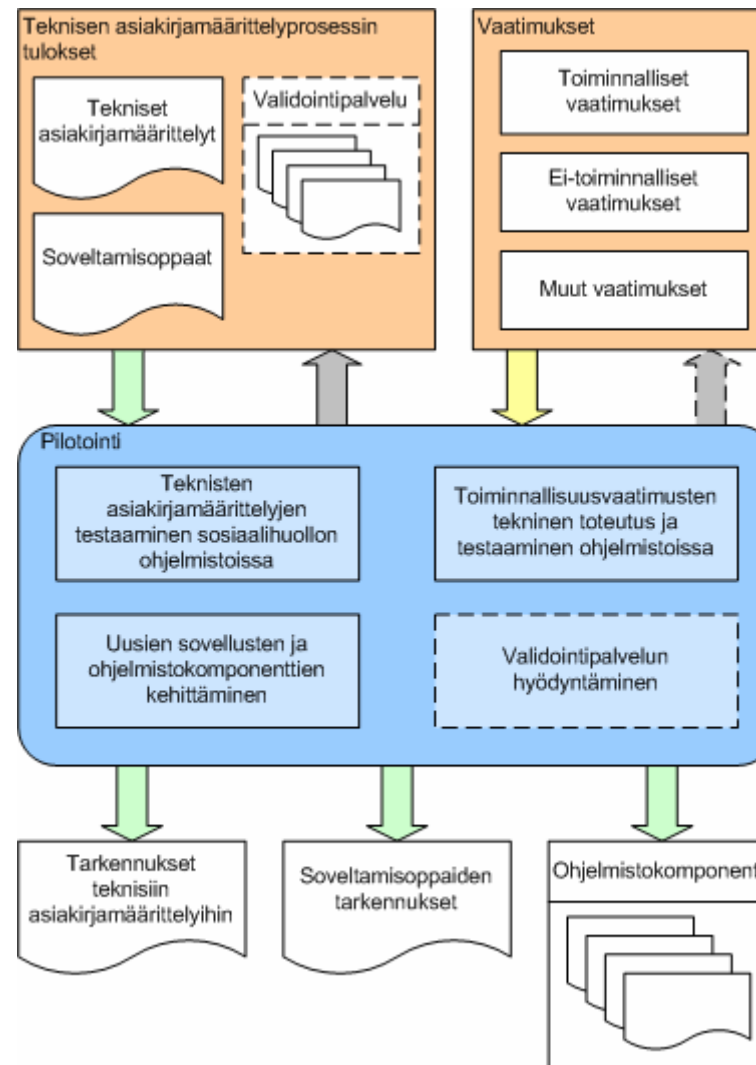 Teknisen asiakirjamäärittelyprosessin
tulokset
Tekniset
asiakirjamäärittelyt
Validointipalvelu
Soveltamisoppaat
Vaatimukset
Toiminnalliset
vaatimukset
Ei-toiminnalliset
vaatimukset
Muut vaatimukset
Pilotointi
Teknisten
asiakirjamäärittelyjen
testaaminen sosiaalihuollon
ohjelmistoissa
Toiminnallisuusvaatimusten
tekninen toteutus ja
testaaminen ohjelmistoissa
Uusien sovellusten ja
ohjelmistokomponenttien
kehittäminen
Validointipalvelun
hyödyntäminen
Tarkennukset
teknisiin
asiakirjamäärittelyihin
Soveltamisoppaiden
tarkennukset
Ohjelmistokomponent